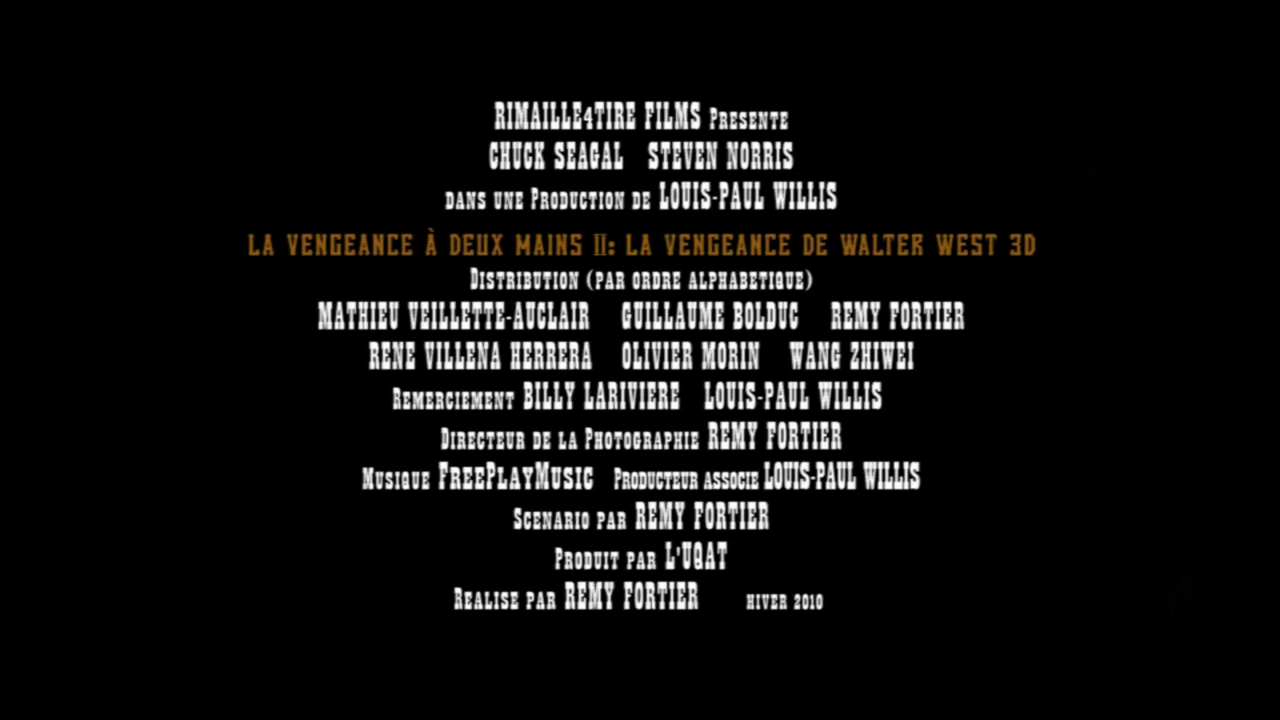 RIMAILLE4TIRE FILMS PRESENTE
CHUCK SEAGAL STEVEN NORRIS
DANS UNE PRODUCTION DE LOUIS-PAUL WILLIS
LA VENGEANCE À DEUX MAINS II: LA VENGEANCE DE WALTER WEST 3D
DISTRIBUTION (PAR ORDRE ALPHABETIQUE)
MATHIEU VEILLETTE-AUCLAIR GUILLAUME BOLDUC REMY FORTIER
RENE VILLENA HERRERA OLIVIER MORIN WANG ZHIWEI
REMERCIEMENT BILLY LARIVIERE LOUIS-PAUL WILLIS
DIRECTEUR DE LA PHOTOGRAPHIE REMY FORTIER
MUSIQUE FREEPLAYMUSIC PRODUCTEUR ASSOCIE LOUIS-PAUL WILLIS
SCENARIO PAR REMY FORTIER
PRODUIT PAR L'UQAT
REALISE PAR REMY FORTIER HIVER 2010